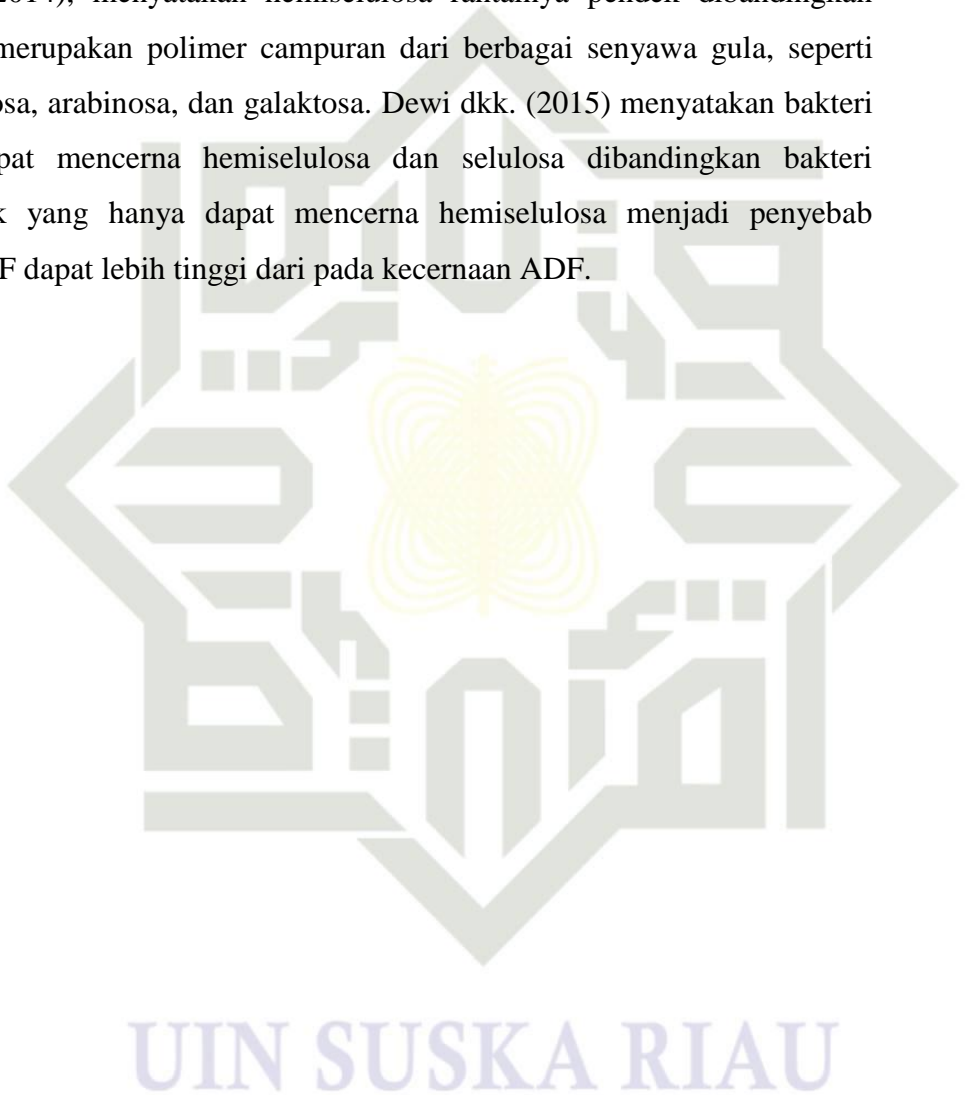 2014), menyatakan hemiselulosa rantainya pendek dibandingkan
merupakan polimer campuran dari berbagai senyawa gula, seperti
osa, arabinosa, dan galaktosa. Dewi dkk. (2015) menyatakan bakteri
pat mencerna hemiselulosa dan selulosa dibandingkan bakteri
k yang hanya dapat mencerna hemiselulosa menjadi penyebab
F dapat lebih tinggi dari pada kecernaan ADF.
UIN SUSKA RIAU